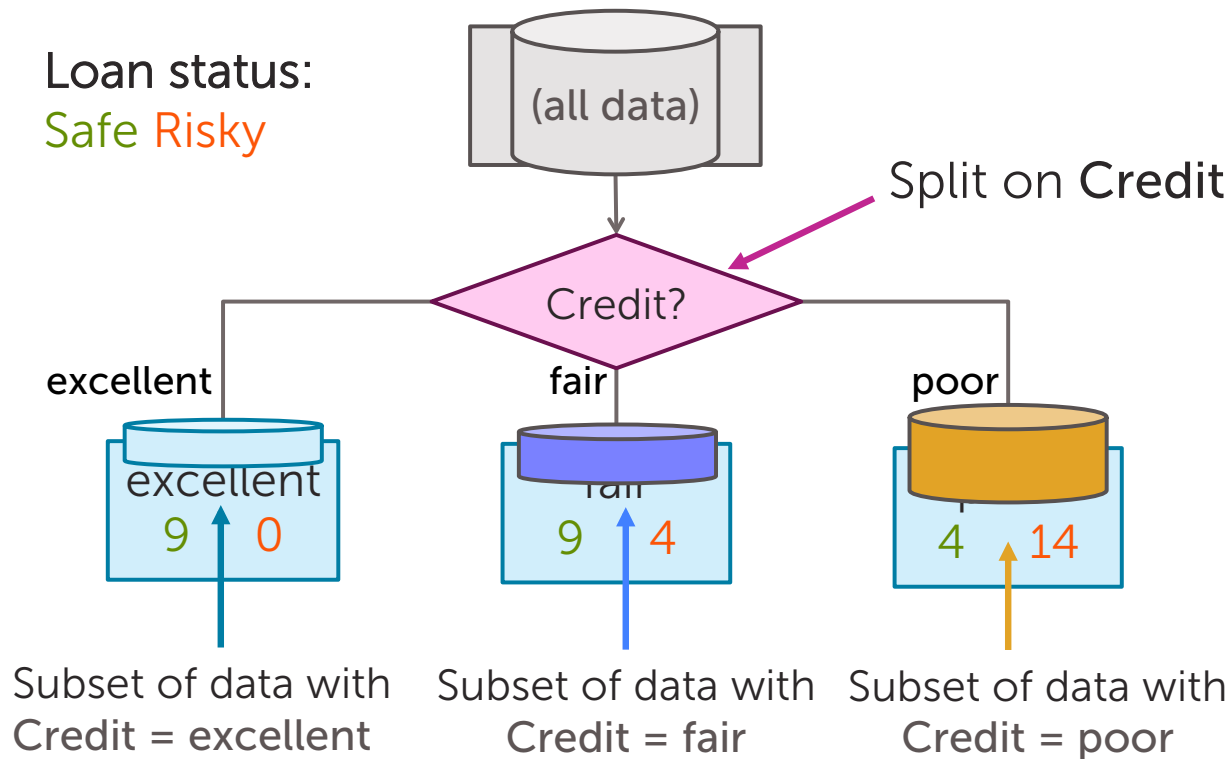 Loan status:
Safe Risky
(all data)
Split on Credit
Credit?
excellent
fair
poor
excellent
9 0
9 4
4 14
Subset of data with
Credit = excellent
Subset of data with
Credit = fair
Subset of data with
Credit = poor